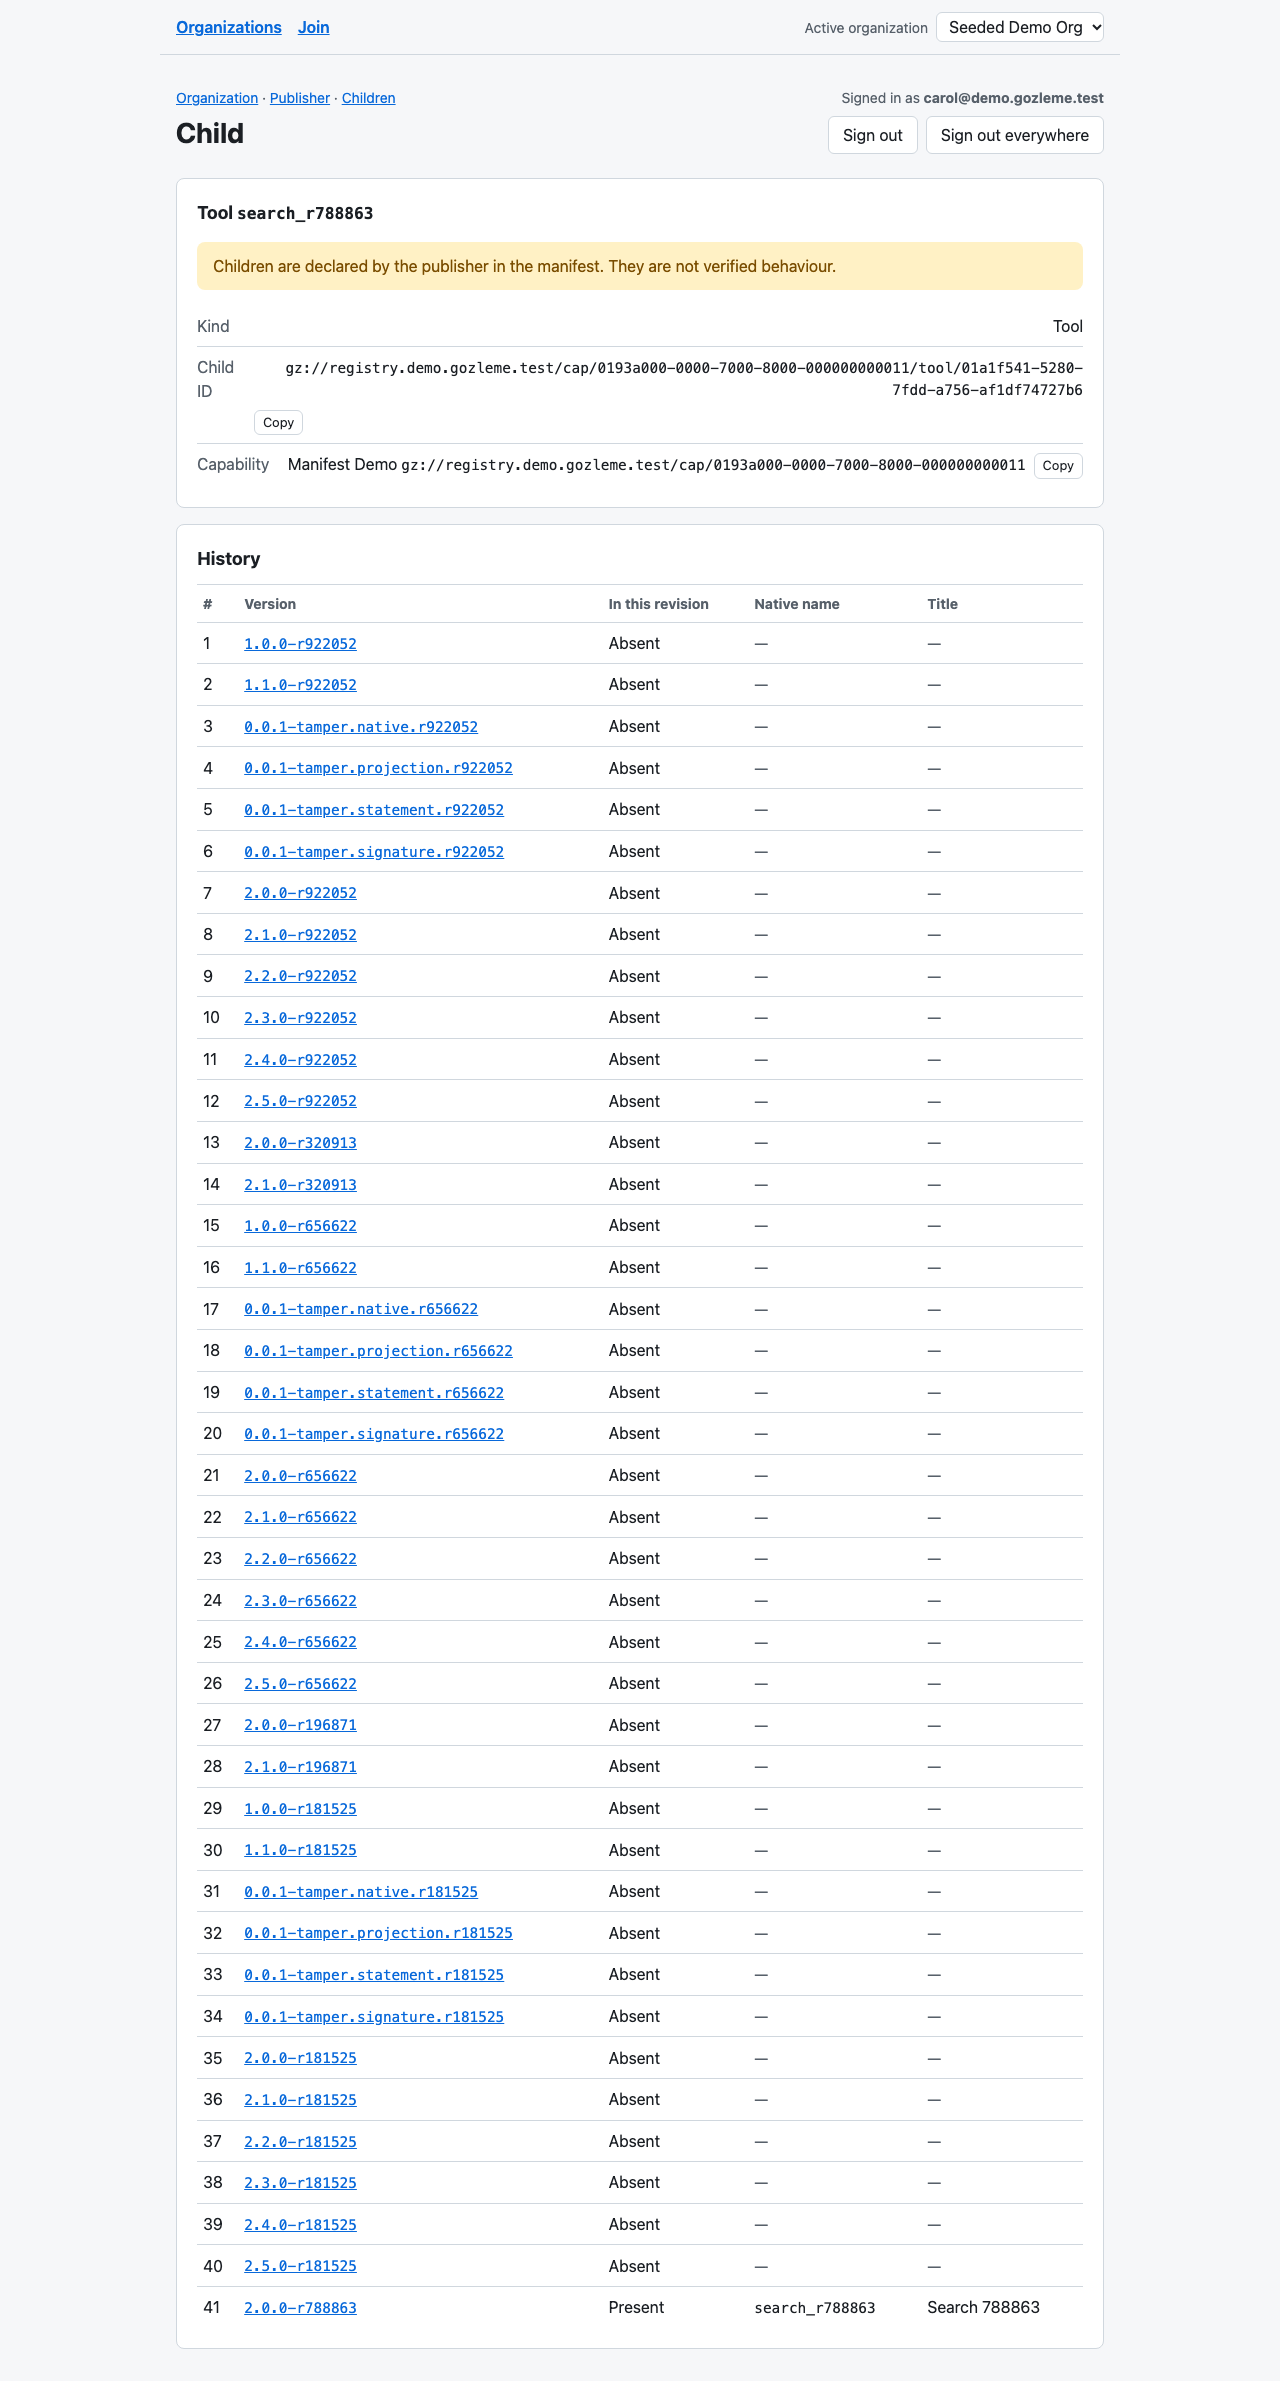 Organizations Join Active organization Seeded Demo Org
Organization · Publisher · Children Signed in as carol@demo.gozleme.test
Child Sign out Sign out everywhere
Tool search_r788863
Children are declared by the publisher in the manifest. They are not verified behaviour.
Kind Tool
Child ID gz://registry.demo.gozleme.test/cap/0193a000-0000-7000-8000-000000000011/tool/01a1f541-5280-
7fdd-a756-af1df74727b6
Copy
Capability Manifest Demo gz://registry.demo.gozleme.test/cap/0193a000-0000-7000-8000-000000000011 Copy
History
# Version In this revision Native name Title
1 1.0.0-r922052 Absent — —
2 1.1.0-r922052 Absent — —
3 0.0.1-tamper.native.r922052 Absent — —
4 0.0.1-tamper.projection.r922052 Absent — —
5 0.0.1-tamper.statement.r922052 Absent — —
6 0.0.1-tamper.signature.r922052 Absent — —
7 2.0.0-r922052 Absent — —
8 2.1.0-r922052 Absent — —
9 2.2.0-r922052 Absent — —
10 2.3.0-r922052 Absent — —
11 2.4.0-r922052 Absent — —
12 2.5.0-r922052 Absent — —
13 2.0.0-r320913 Absent — —
14 2.1.0-r320913 Absent — —
15 1.0.0-r656622 Absent — —
16 1.1.0-r656622 Absent — —
17 0.0.1-tamper.native.r656622 Absent — —
18 0.0.1-tamper.projection.r656622 Absent — —
19 0.0.1-tamper.statement.r656622 Absent — —
20 0.0.1-tamper.signature.r656622 Absent — —
21 2.0.0-r656622 Absent — —
22 2.1.0-r656622 Absent — —
23 2.2.0-r656622 Absent — —
24 2.3.0-r656622 Absent — —
25 2.4.0-r656622 Absent — —
26 2.5.0-r656622 Absent — —
27 2.0.0-r196871 Absent — —
28 2.1.0-r196871 Absent — —
29 1.0.0-r181525 Absent — —
30 1.1.0-r181525 Absent — —
31 0.0.1-tamper.native.r181525 Absent — —
32 0.0.1-tamper.projection.r181525 Absent — —
33 0.0.1-tamper.statement.r181525 Absent — —
34 0.0.1-tamper.signature.r181525 Absent — —
35 2.0.0-r181525 Absent — —
36 2.1.0-r181525 Absent — —
37 2.2.0-r181525 Absent — —
38 2.3.0-r181525 Absent — —
39 2.4.0-r181525 Absent — —
40 2.5.0-r181525 Absent — —
41 2.0.0-r788863 Present search_r788863 Search 788863